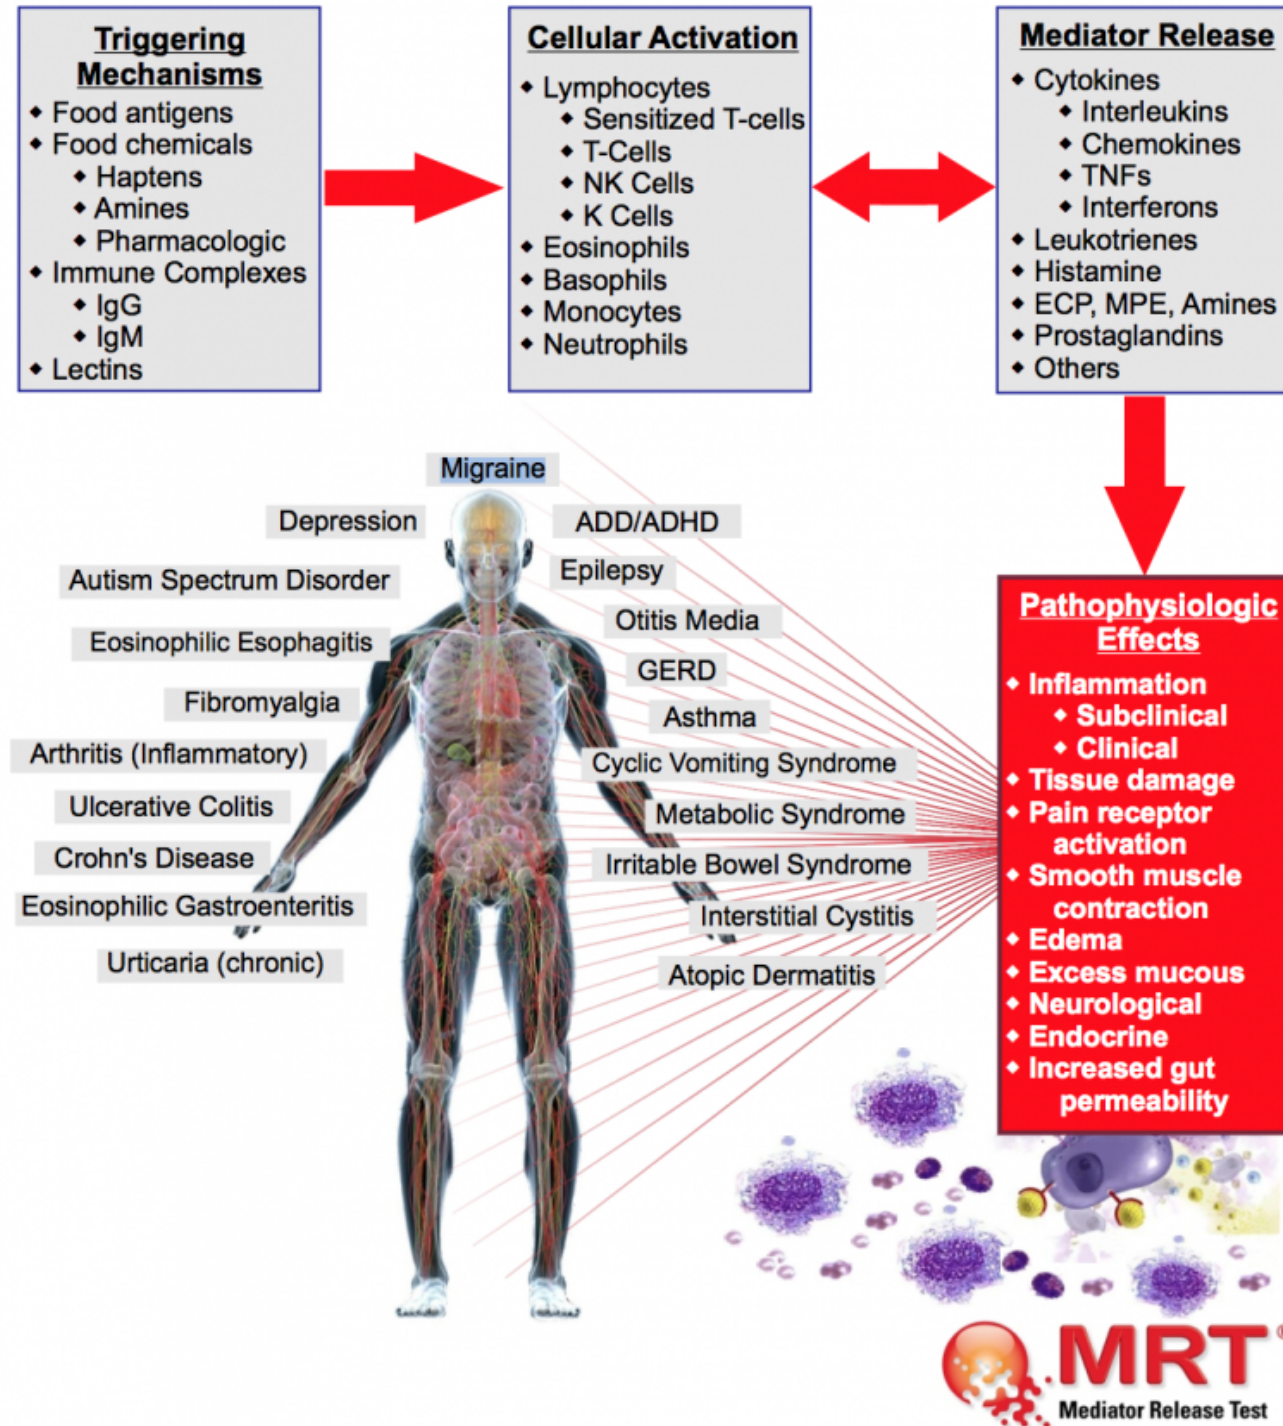 Triggering
Mechanisms
◆ Food antigens
◆ Food chemicals
◆ Haptens
◆ Amines
◆ Pharmacologic
◆ Immune Complexes
◆ IgG
◆ IgM
◆ Lectins
Cellular Activation
◆ Lymphocytes
◆ Sensitized T-cells
◆ T-Cells
◆ NK Cells
◆ K Cells
◆ Eosinophils
◆ Basophils
◆ Monocytes
◆ Neutrophils
Mediator Release
◆ Cytokines
◆ Interleukins
◆ Chemokines
◆ TNFs
◆ Interferons
◆ Leukotrienes
◆ Histamine
◆ ECP, MPE, Amines
◆ Prostaglandins
◆ Others
Migraine
Depression
ADD/ADHD
Autism Spectrum Disorder
Epilepsy
Eosinophilic Esophagitis
Otitis Media
Fibromyalgia
GERD
Arthritis (Inflammatory)
Asthma
Ulcerative Colitis
Cyclic Vomiting Syndrome
Crohn's Disease
Metabolic Syndrome
Eosinophilic Gastroenteritis
Irritable Bowel Syndrome
Urticaria (chronic)
Interstitial Cystitis
Atopic Dermatitis
Pathophysiologic
Effects
◆ Inflammation
◆ Subclinical
◆ Clinical
◆ Tissue damage
◆ Pain receptor
activation
◆ Smooth muscle
contraction
◆ Edema
◆ Excess mucous
◆ Neurological
◆ Endocrine
◆ Increased gut
permeability
MRT®
Mediator Release Test